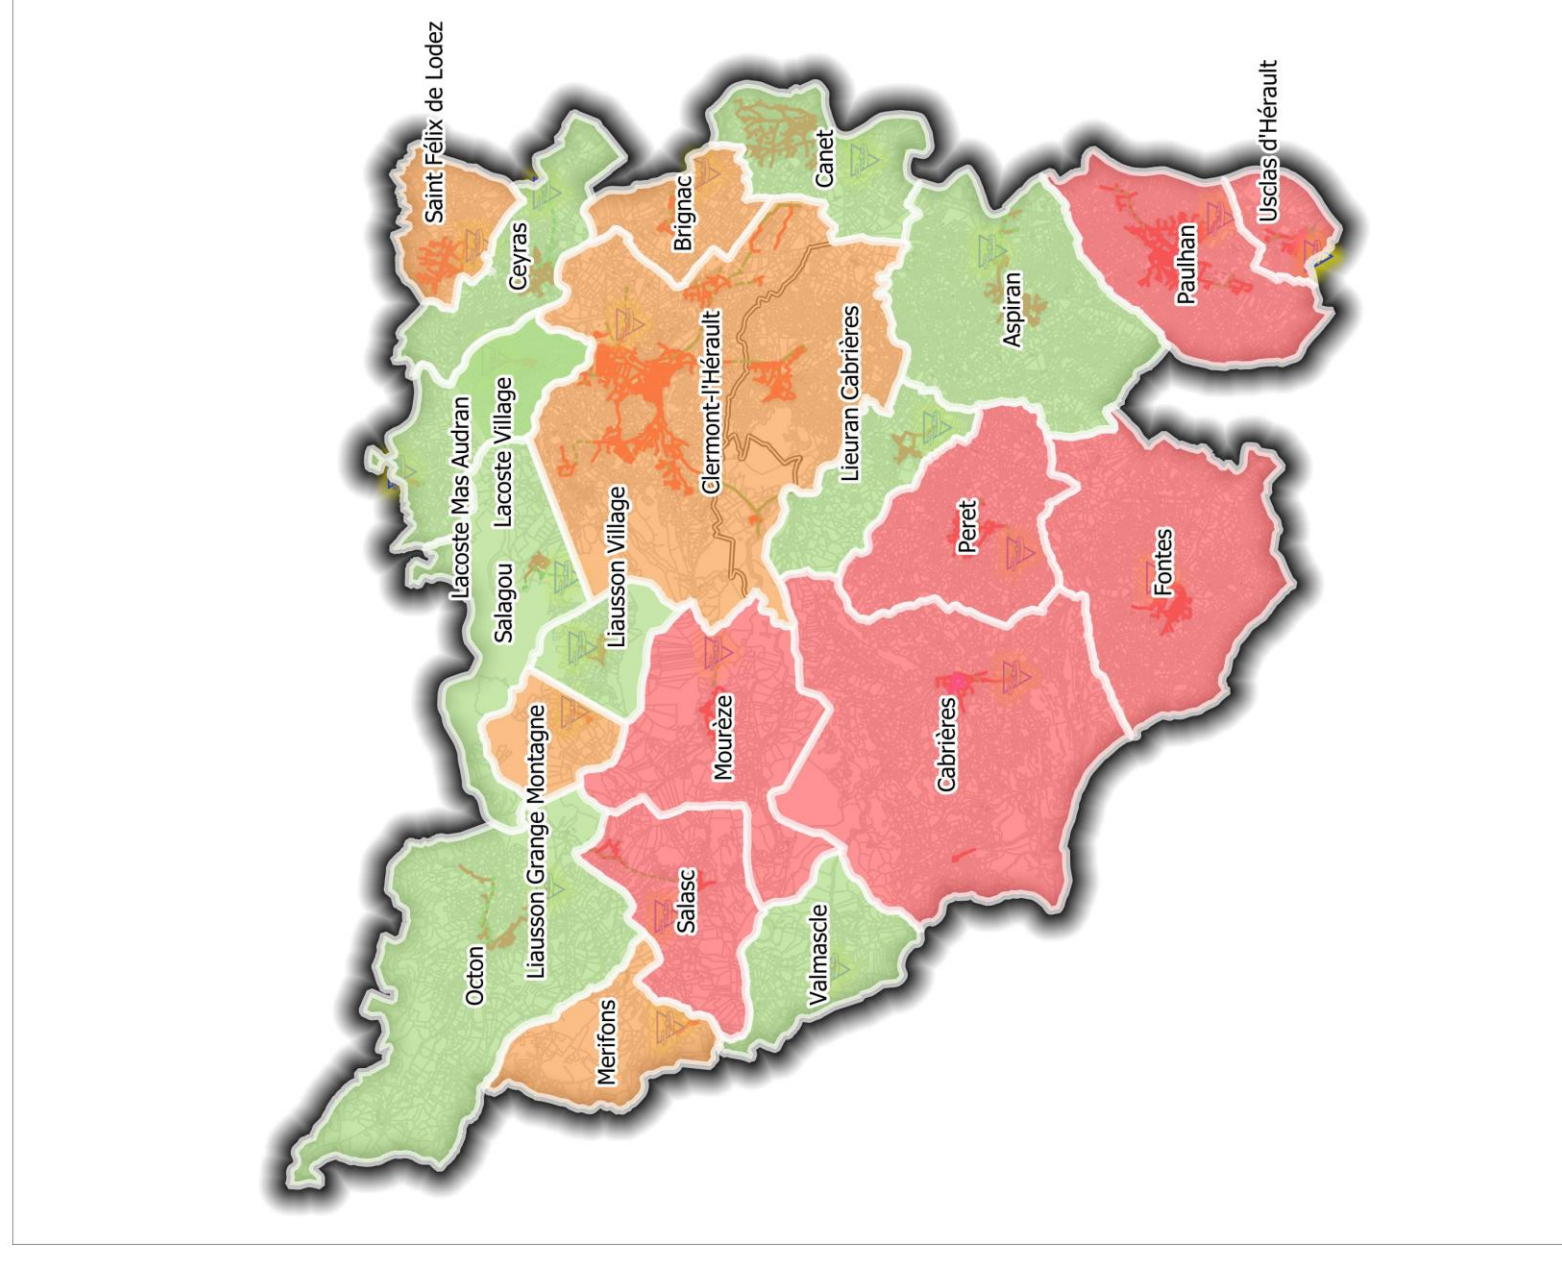 Saint Félix de Lodez
Ceyras
Brignac
Canet
Usclas d'Hérault
Paulhan
Aspiran
Lieuran Cabrières
Clermont-l'Hérault
Lacoste Village
Lacoste Mas Audran
Salagou
Liausson Village
Peret
Fontes
Mourèze
Cabrières
Liausson Grange Montagne
Salasc
Valmascle
Octon
Merifons